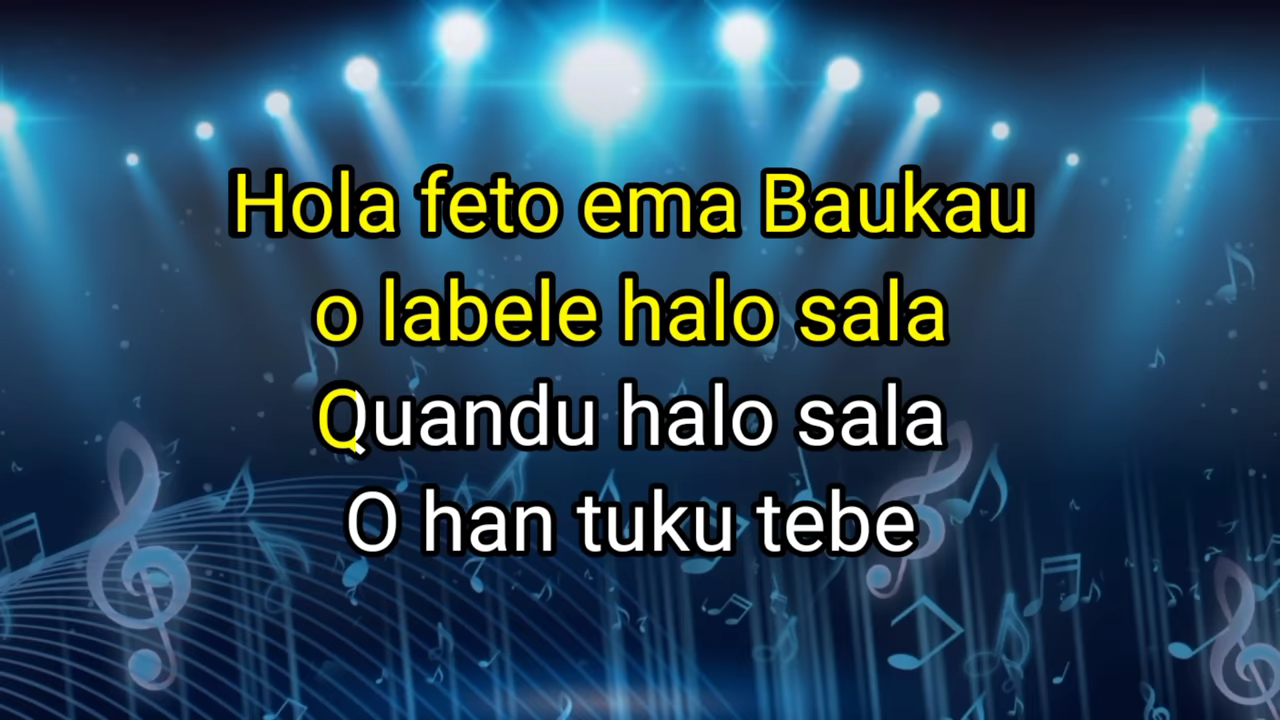 Hola feto ema Baukau
o labele halo sala
Quandu halo sala
O han tuku tebe